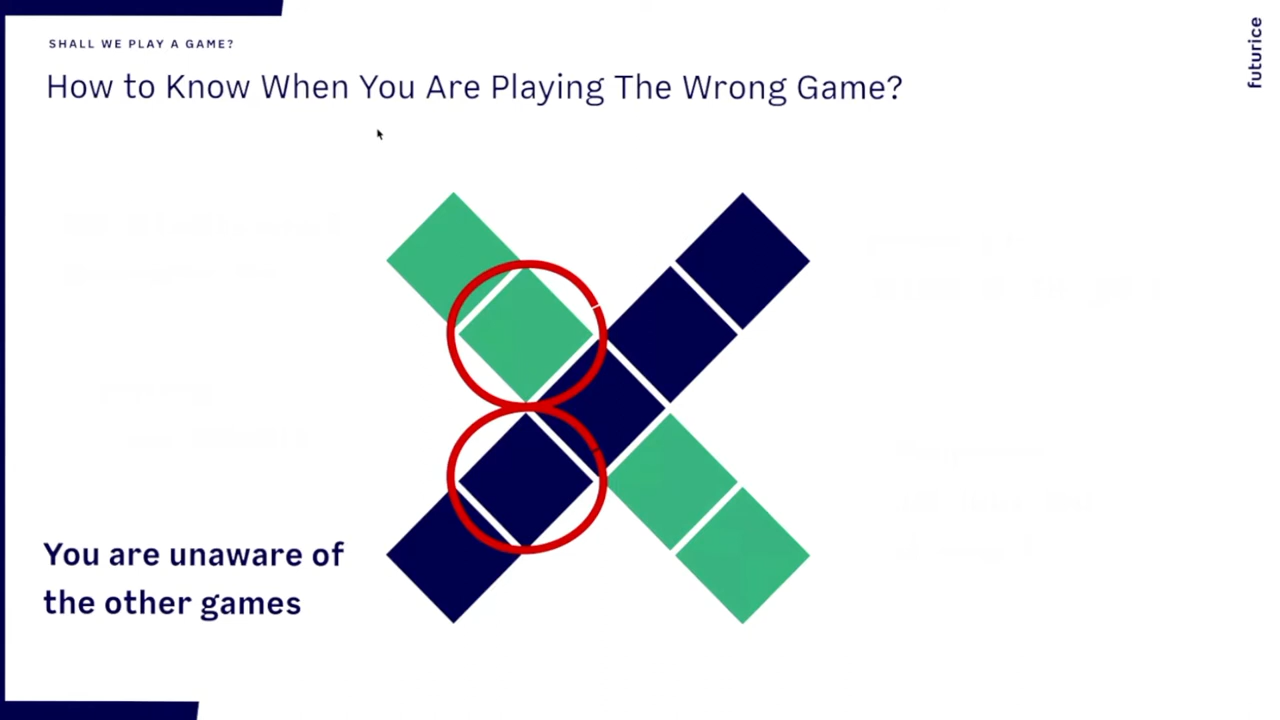 SHALL WE PLAY A GAME?
How to Know When You Are Playing The Wrong Game?
futurice
You are unaware of
the other games